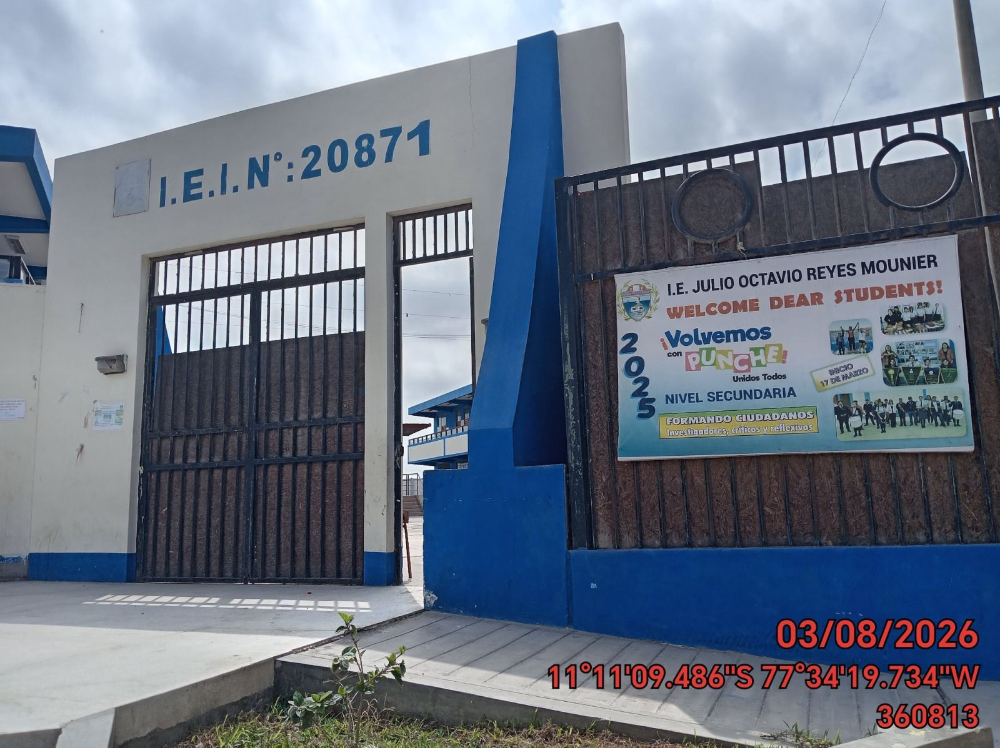 I.E.I.N°:20871
I.E. JULIO OCTAVIO REYES MOUNIER
WELCOME DEAR STUDENTS!
2025
¡Volvemos
con PUNCHE!
Unidos Todos
INICIO
17 DE MARZO
NIVEL SECUNDARIA
FORMANDO CIUDADANOS
Investigadores, críticos y reflexivos
03/08/2026
11°11'09.486"S 77°34'19.734"W
360813